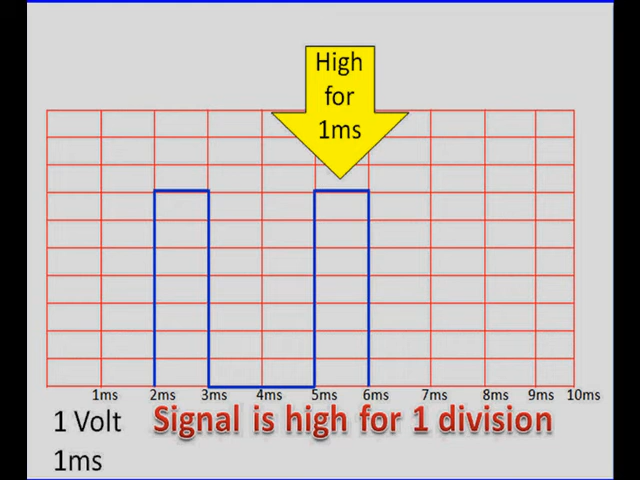 High
for
1ms
1ms 2ms 3ms 4ms 5ms 6ms 7ms 8ms 9ms 10ms
1 Volt
Signal is high for 1 division
1ms